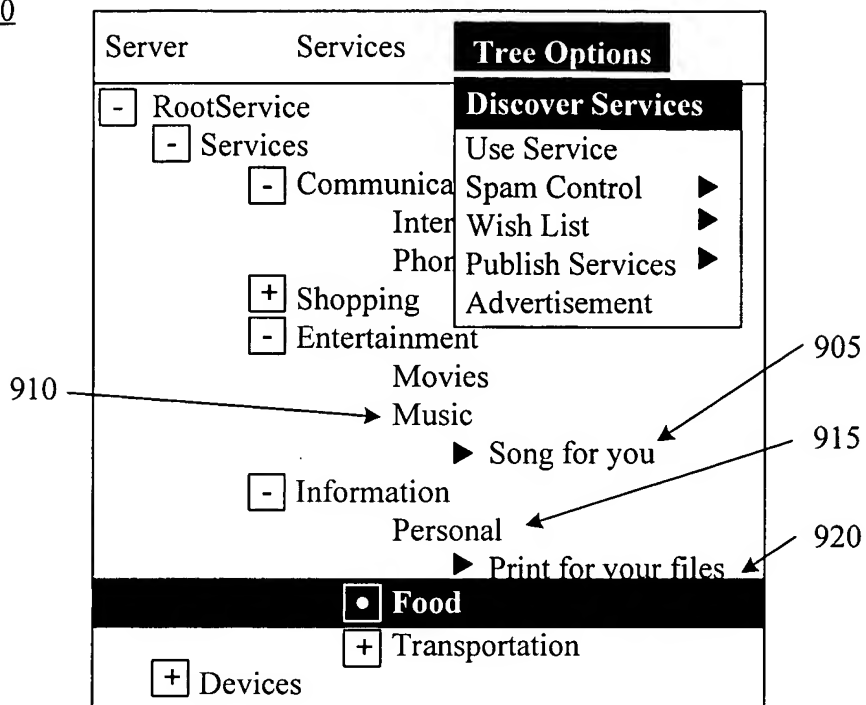 0
Server Services Tree Options
Discover Services
- RootService
- Services
Use Service
- Communica
Spam Control
Inter
Wish List
Phor
Publish Services
+ Shopping
Advertisement
- Entertainment
905
Movies
910
Music
915
Song for you
- Information
Personal
920
Print for your files
Food
+ Transportation
+ Devices